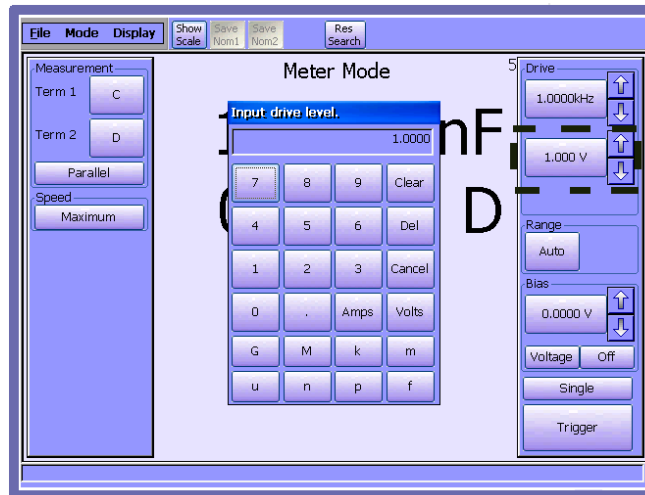 File Mode Display Show Scale Save Nom1 Save Nom2 Res Search
Measurement
Term 1 C
Term 2 D
Parallel
Speed
Maximum
Meter Mode
5
nF
D
Input drive level.
1.0000
7 8 9 Clear
4 5 6 Del
1 2 3 Cancel
0 . Amps Volts
G M k m
u n p f
Drive
1.0000kHz
1.000 V
Range
Auto
Bias
0.0000 V
Voltage Off
Single
Trigger